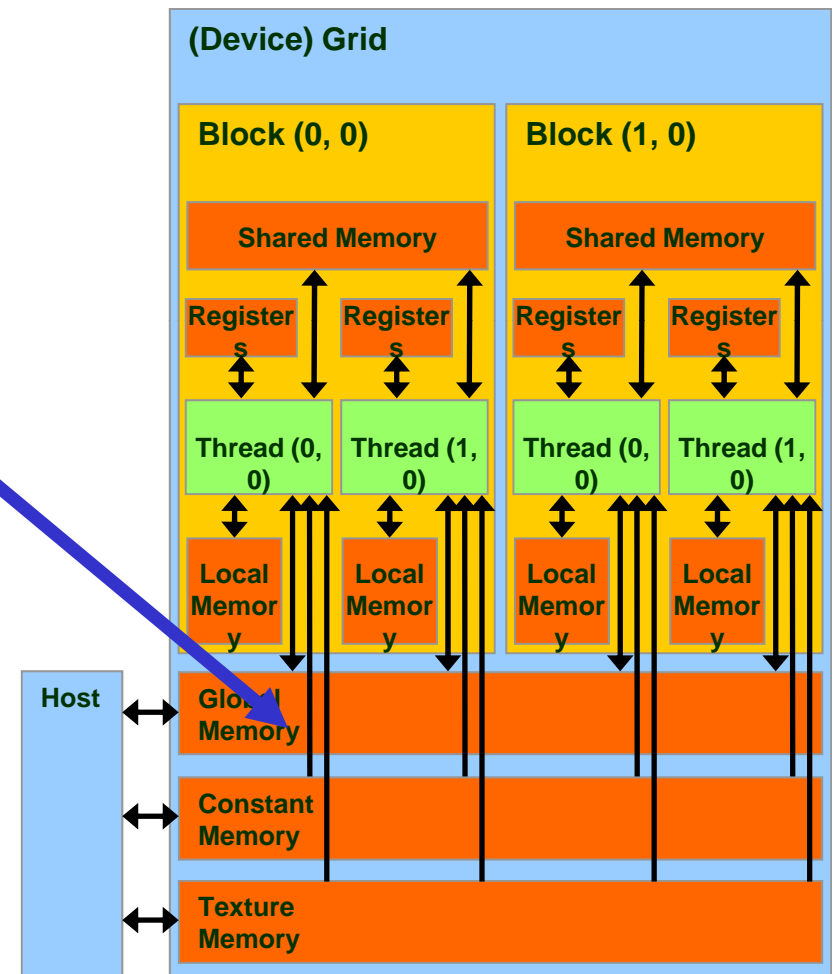 (Device) Grid
Block (0, 0)
Block (1, 0)
Shared Memory
Shared Memory
Register
s
Register
s
Register
s
Register
s
Thread (0,
0)
Thread (1,
0)
Thread (0,
0)
Thread (1,
0)
Local
Memor
y
Local
Memor
y
Local
Memor
y
Local
Memor
y
Host
Global
Memory
Constant
Memory
Texture
Memory